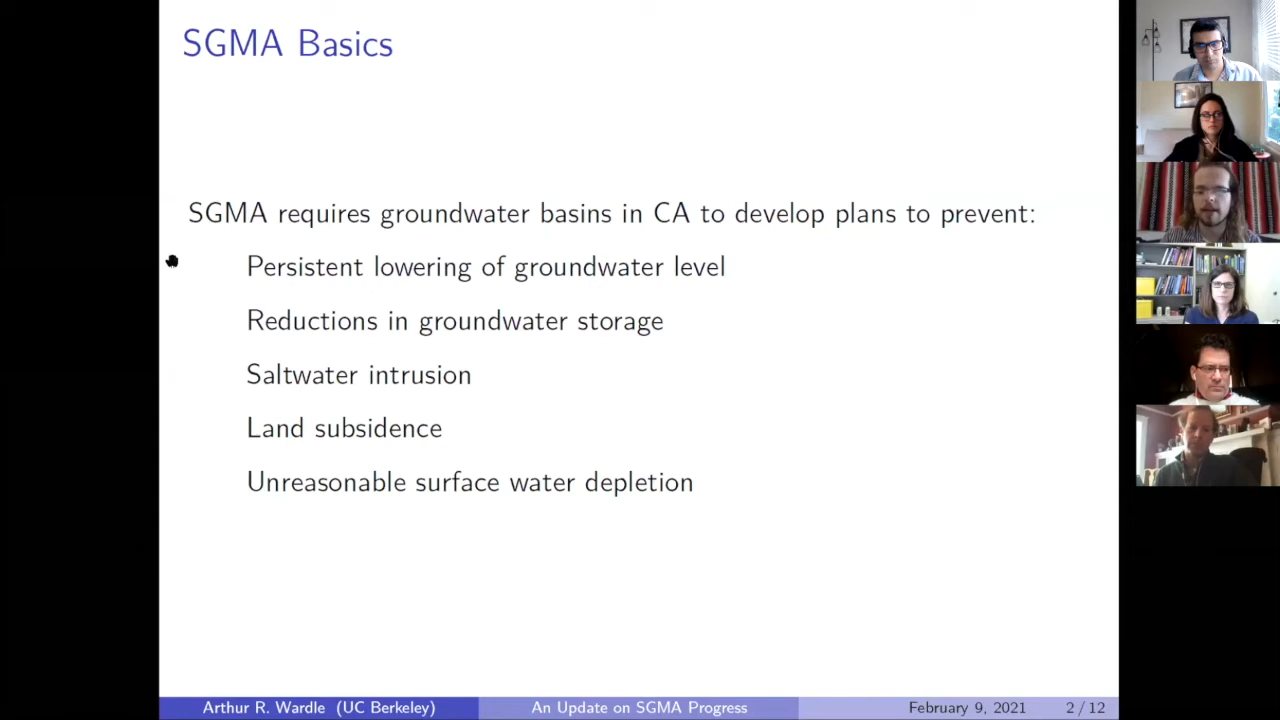 SGMA Basics
SGMA requires groundwater basins in CA to develop plans to prevent:
Persistent lowering of groundwater level
Reductions in groundwater storage
Saltwater intrusion
Land subsidence
Unreasonable surface water depletion
Arthur R. Wardle (UC Berkeley) An Update on SGMA Progress February 9, 2021 2 / 12